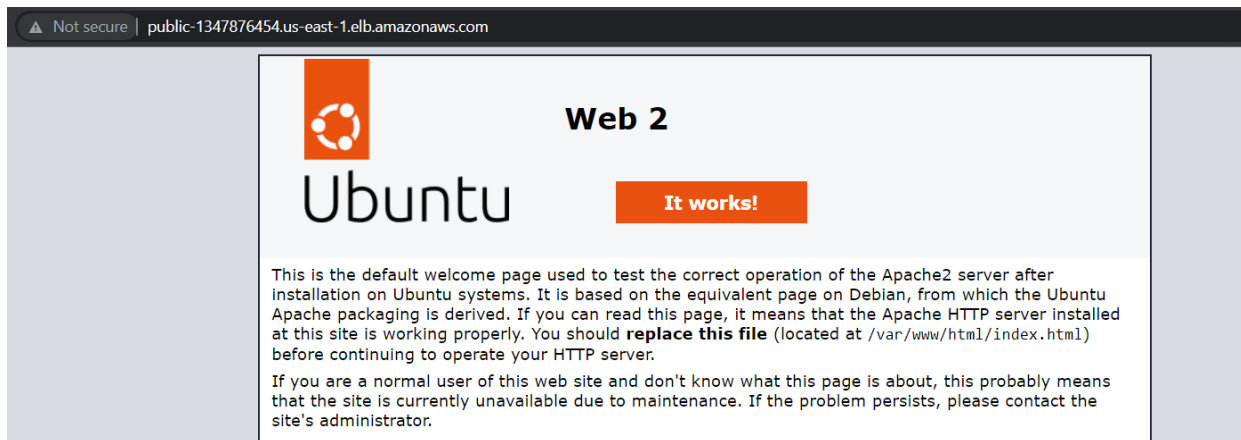 Not secure | public-1347876454.us-east-1.elb.amazonaws.com
Web 2
Ubuntu
It works!
This is the default welcome page used to test the correct operation of the Apache2 server after
installation on Ubuntu systems. It is based on the equivalent page on Debian, from which the Ubuntu
Apache packaging is derived. If you can read this page, it means that the Apache HTTP server installed
at this site is working properly. You should replace this file (located at /var/www/html/index.html)
before continuing to operate your HTTP server.
If you are a normal user of this web site and don't know what this page is about, this probably means
that the site is currently unavailable due to maintenance. If the problem persists, please contact the
site's administrator.